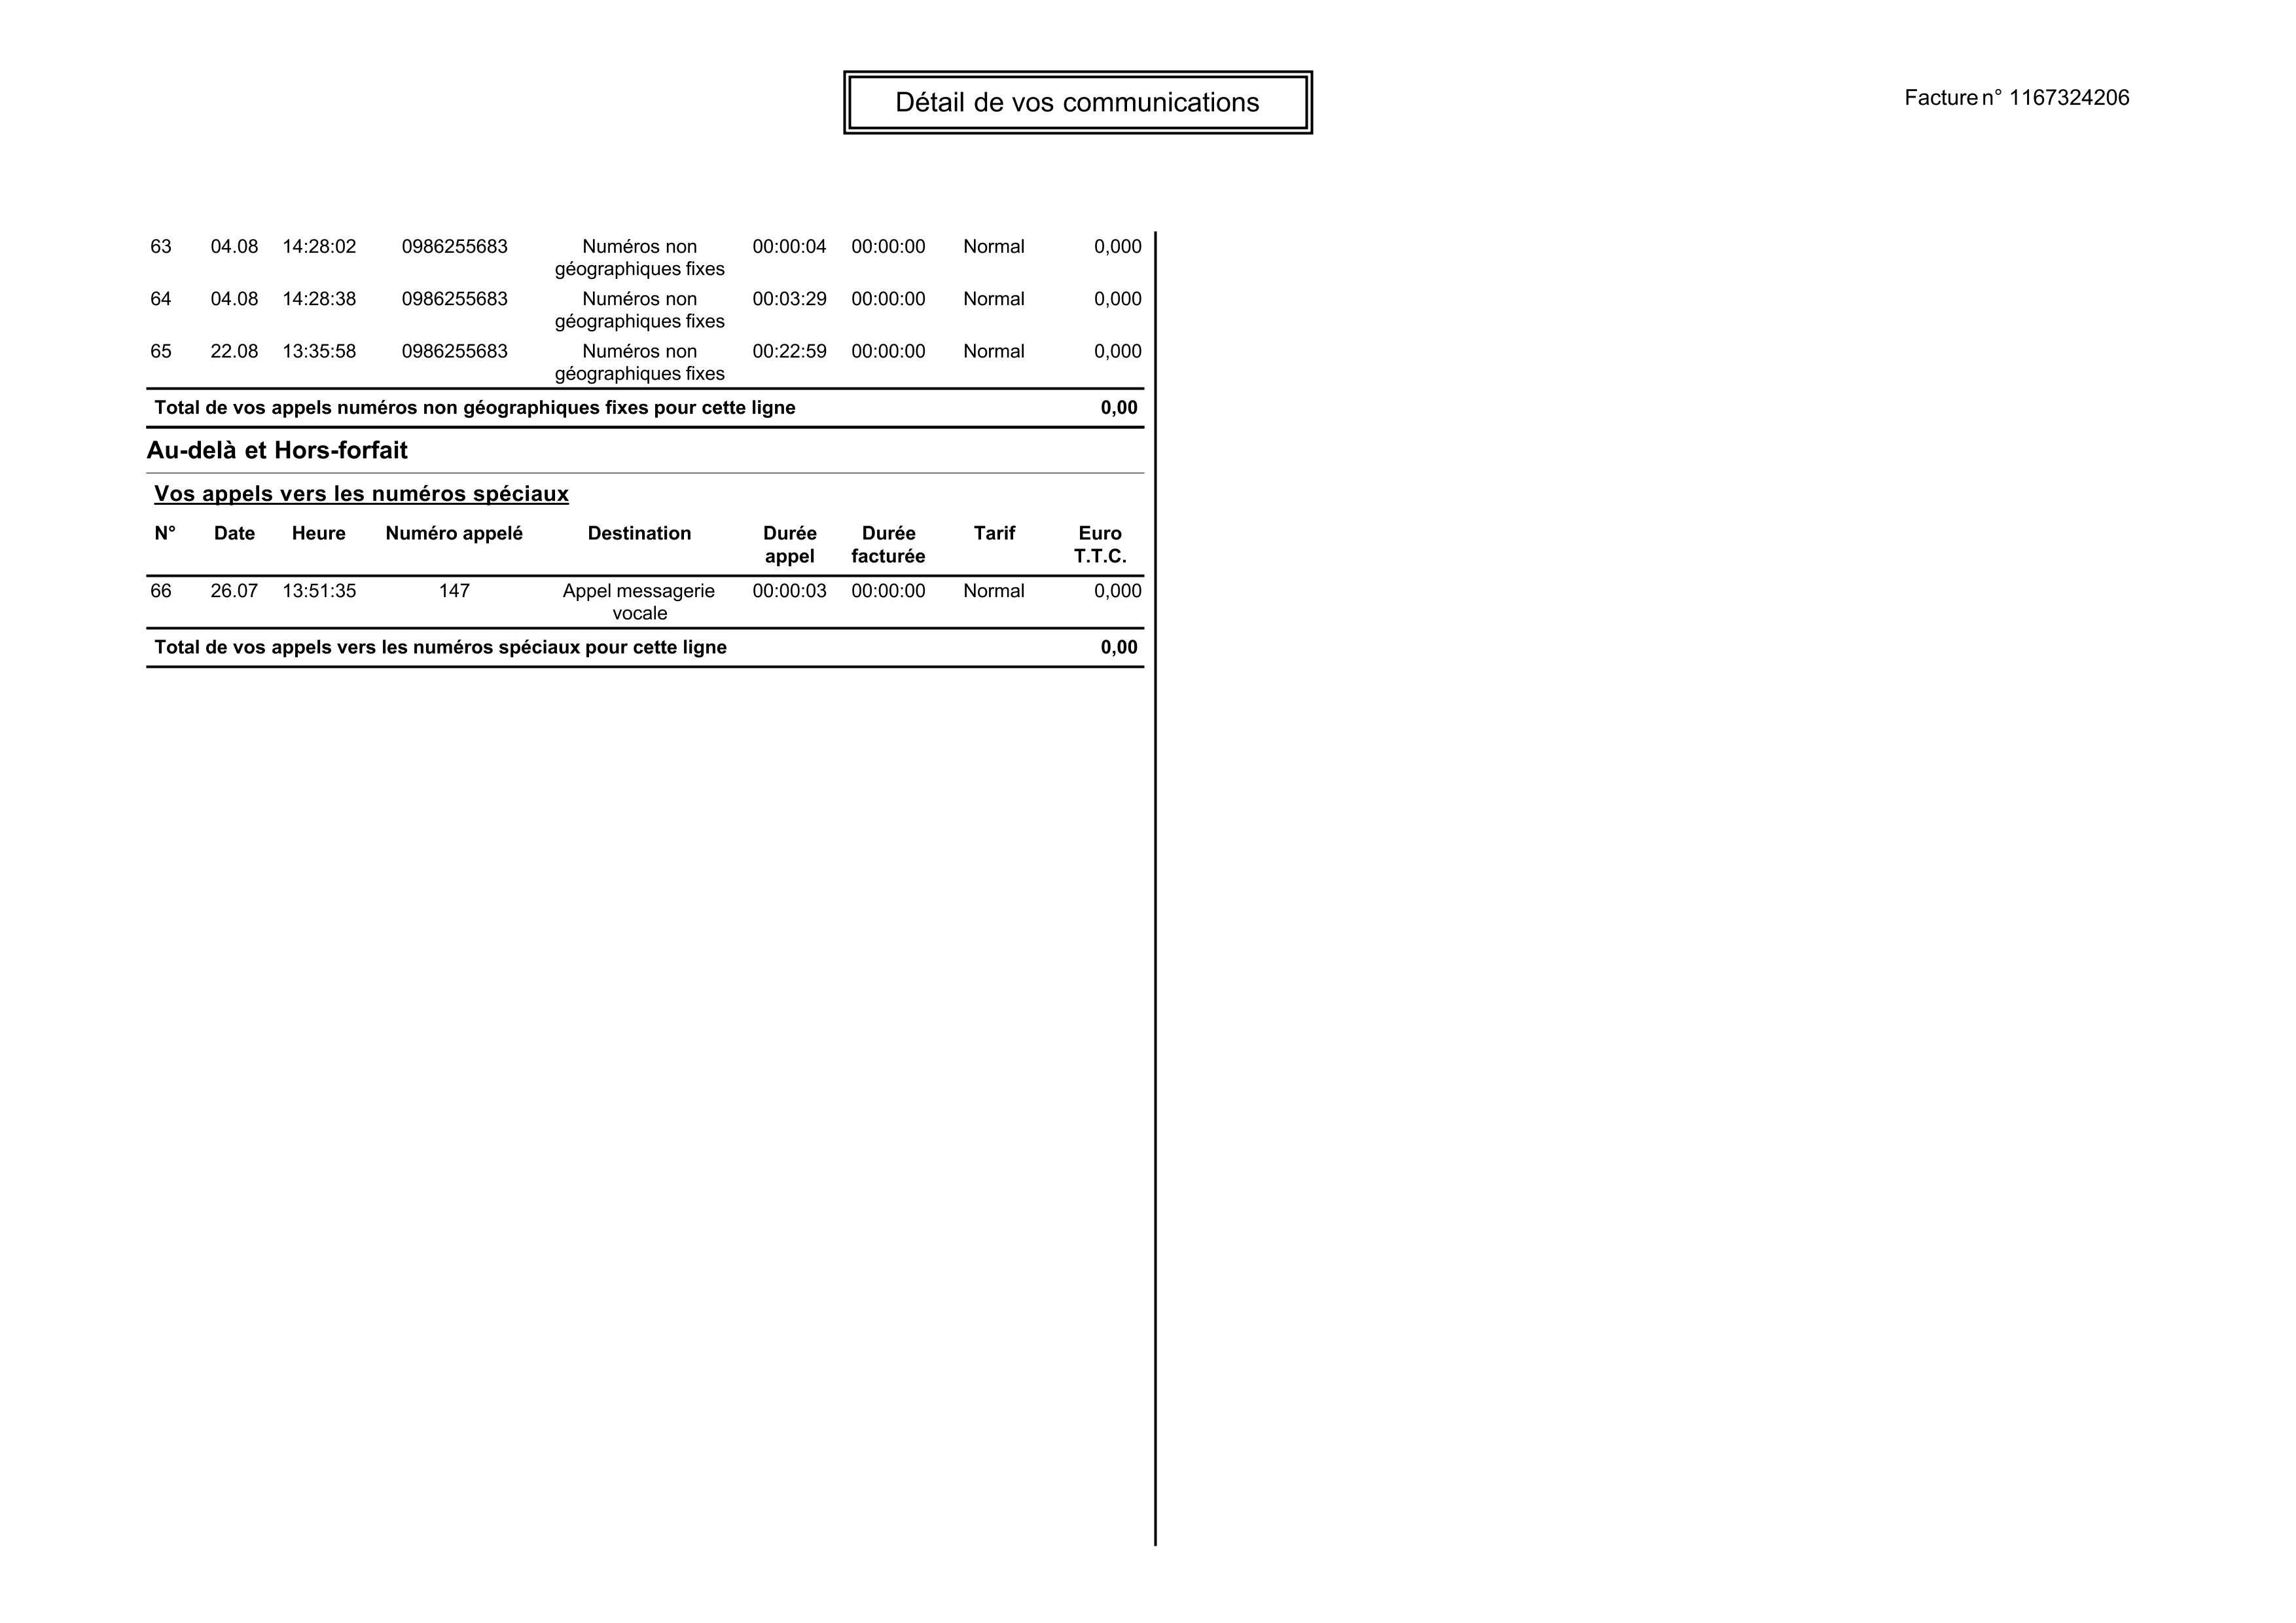 Détail de vos communications
Facture n° 1167324206
63 04.08 14:28:02 0986255683 Numéros non 00:00:04 00:00:00 Normal 0,000
géographiques fixes
64 04.08 14:28:38 0986255683 Numéros non 00:03:29 00:00:00 Normal 0,000
géographiques fixes
65 22.08 13:35:58 0986255683 Numéros non 00:22:59 00:00:00 Normal 0,000
géographiques fixes
Total de vos appels numéros non géographiques fixes pour cette ligne 0,00
Au-delà et Hors-forfait
Vos appels vers les numéros spéciaux
N° Date Heure Numéro appelé Destination Durée Durée Tarif Euro
appel facturée T.T.C.
66 26.07 13:51:35 147 Appel messagerie 00:00:03 00:00:00 Normal 0,000
vocale
Total de vos appels vers les numéros spéciaux pour cette ligne 0,00